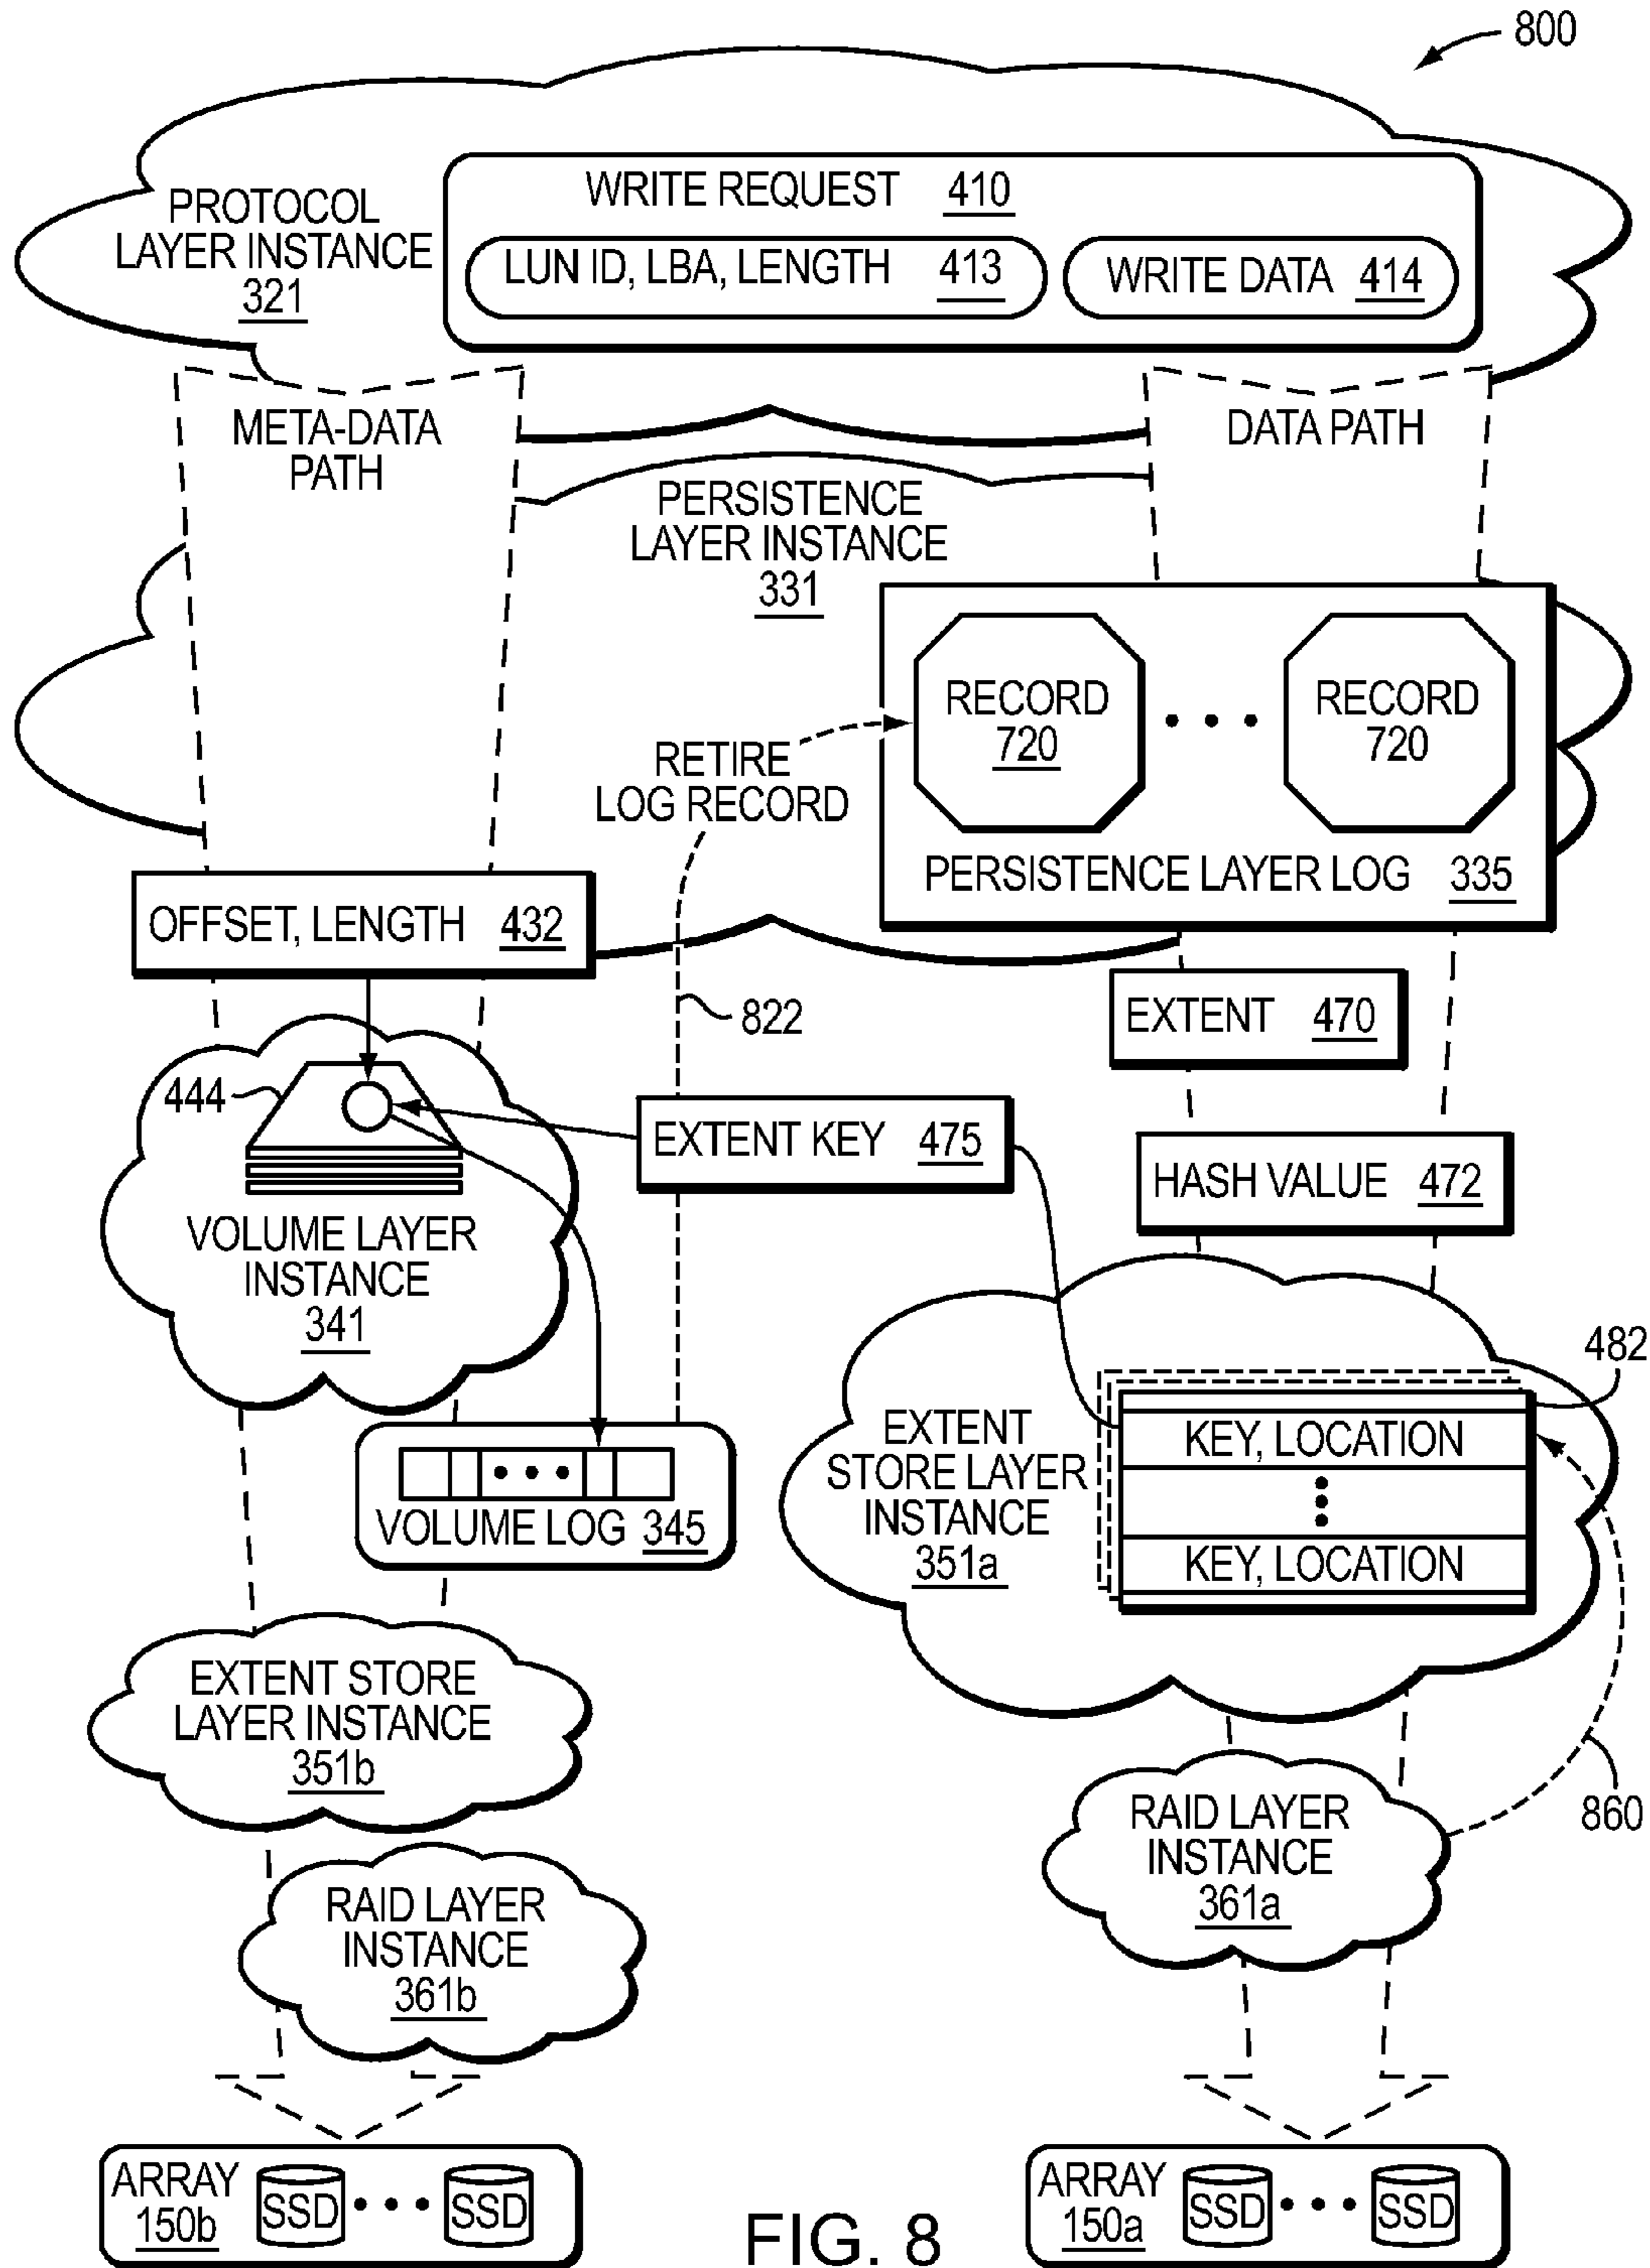 800
WRITE REQUEST 410
PROTOCOL
LAYER INSTANCE
321
LUN ID, LBA, LENGTH 413
WRITE DATA 414
META-DATA
PATH
DATA PATH
PERSISTENCE
LAYER INSTANCE
331
RECORD
720
RECORD
720
RETIRE
LOG RECORD
PERSISTENCE LAYER LOG 335
OFFSET, LENGTH 432
EXTENT 470
822
444
EXTENT KEY 475
HASH VALUE 472
VOLUME LAYER
INSTANCE
341
482
EXTENT
STORE LAYER
INSTANCE
351a
KEY, LOCATION
KEY, LOCATION
VOLUME LOG 345
EXTENT STORE
LAYER INSTANCE
351b
RAID LAYER
INSTANCE
361a
860
RAID LAYER
INSTANCE
361b
ARRAY
150b
SSD
SSD
ARRAY
150a
SSD
SSD
FIG. 8